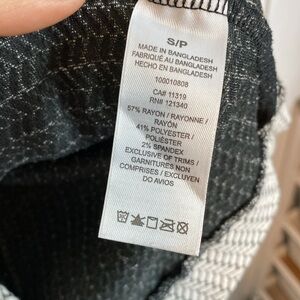 S/P
MADE IN BANGLADESH
FABRIQUÉ AU BANGLADESH
HECHO EN BANGLADESH
100010808
CA# 11319
RN# 121340
57% RAYON / RAYONNE /
RAYÓN
41% POLYESTER /
POLIÉSTER
2% SPANDEX
EXCLUSIVE OF TRIMS /
GARNITURES NON
COMPRISES / EXCLUYEN
DO AVIOS